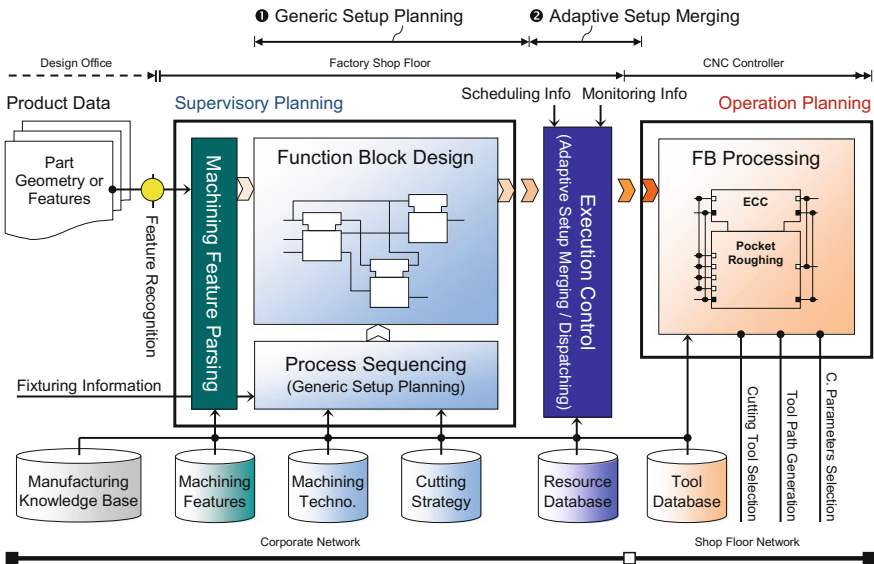 ❶ Generic Setup Planning
❷ Adaptive Setup Merging
Design Office
Factory Shop Floor
CNC Controller
Product Data
Supervisory Planning
Scheduling Info
Monitoring Info
Operation Planning
Part
Geometry or
Features
Feature Recognition
Machining Feature Parsing
Function Block Design
Execution Control
(Adaptive Setup Merging / Dispatching)
FB Processing
ECC
Pocket
Roughing
Process Sequencing
(Generic Setup Planning)
Fixturing Information
Cutting Tool Selection
Tool Path Generation
C. Parameters Selection
Manufacturing
Knowledge Base
Machining
Features
Machining
Techno.
Cutting
Strategy
Resource
Database
Tool
Database
Corporate Network
Shop Floor Network